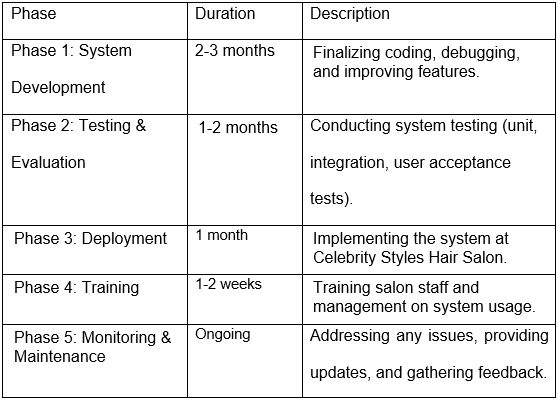 Phase Duration Description
Phase 1: System 2-3 months Finalizing coding, debugging,
Development and improving features.
Phase 2: Testing & 1-2 months Conducting system testing (unit,
Evaluation integration, user acceptance
tests).
Phase 3: Deployment 1 month Implementing the system at
Celebrity Styles Hair Salon.
Phase 4: Training 1-2 weeks Training salon staff and
management on system usage.
Phase 5: Monitoring & Ongoing Addressing any issues, providing
Maintenance updates, and gathering feedback.